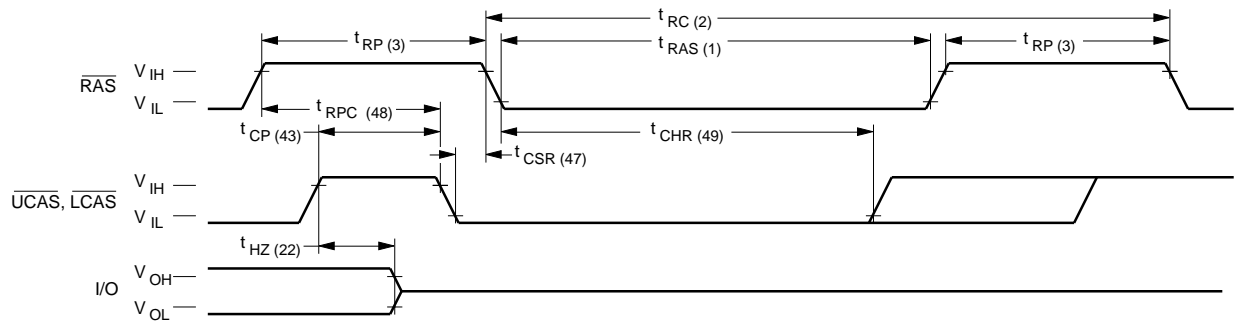 t RC (2)
t RP (3)
t RAS (1)
t RP (3)
RAS
V IH
V IL
t RPC (48)
t CP (43)
t CHR (49)
t CSR (47)
UCAS, LCAS
V IH
V IL
t HZ (22)
I/O
V OH
V OL